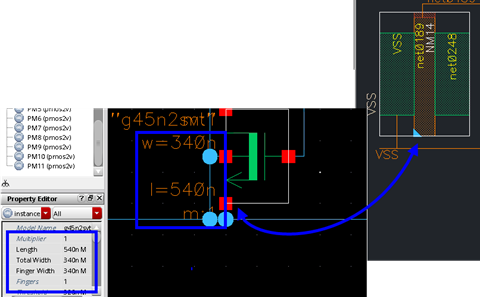 net0189
VSS
net0189
NM14
net0248
VSS
VSS
PM5 (pmos2v)
PM6 (pmos2v)
PM7 (pmos2v)
PM8 (pmos2v)
PM9 (pmos2v)
PM10 (pmos2v)
PM11 (pmos2v)
"g45n2svt"
w=340n
l=540n
Property Editor
instance All
Model Name g45n2svt
Multiplier 1
Length 540n M
Total Width 340n M
Finger Width 340n M
Fingers 1
Threshold